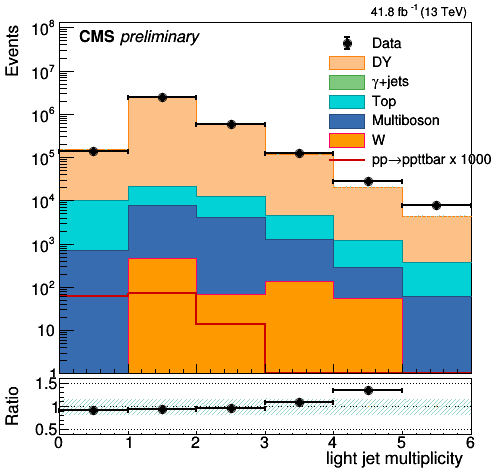 41.8 fb⁻¹ (13 TeV)
Events
CMS preliminary
Data
DY
γ+jets
Top
Multiboson
W
pp→ppttbar x 1000
10⁸
10⁷
10⁶
10⁵
10⁴
10³
10²
10
1
Ratio
1.5
1
0.5
0 1 2 3 4 5 6
light jet multiplicity